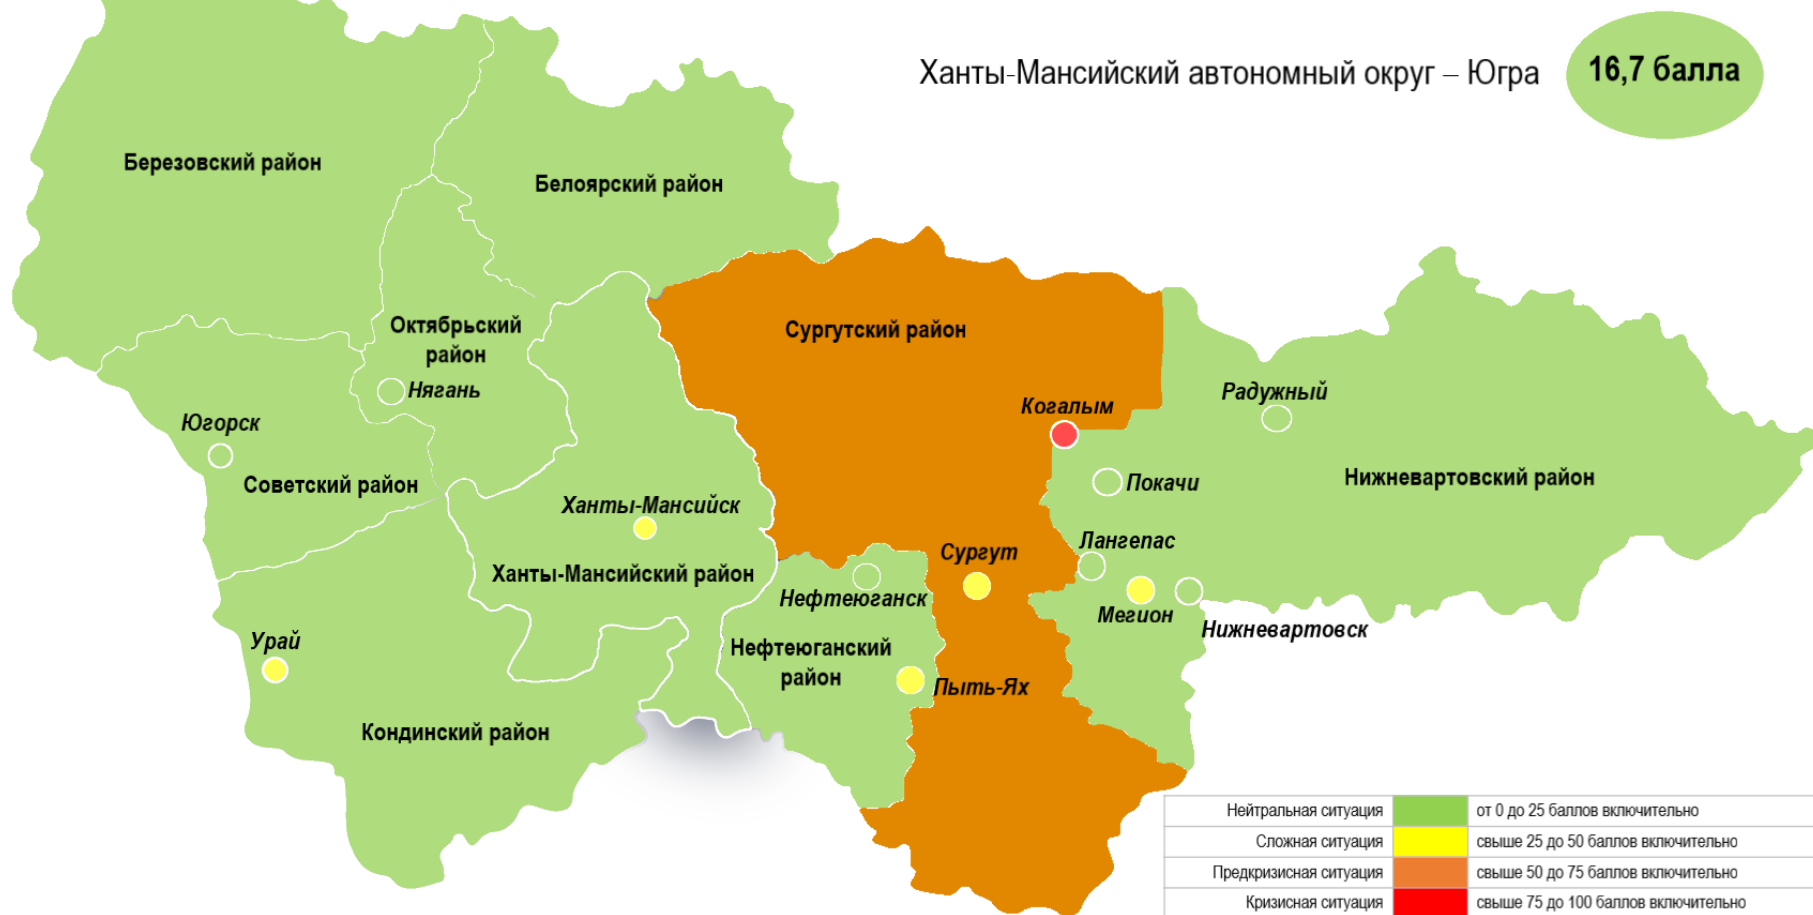 Ханты-Мансийский автономный округ – Югра
16,7 балла
Березовский район
Белоярский район
Октябрьский
район
Сургутский район
Нягань
Радужный
Когалым
Югорск
Советский район
Нижневартовский район
Покачи
Ханты-Мансийск
Лангепас
Сургут
Ханты-Мансийский район
Нефтеюганск
Мегион
Нижневартовск
Урай
Нефтеюганский
район
Пыть-Ях
Кондинский район
Нейтральная ситуация от 0 до 25 баллов включительно
Сложная ситуация свыше 25 до 50 баллов включительно
Предкризисная ситуация свыше 50 до 75 баллов включительно
Кризисная ситуация свыше 75 до 100 баллов включительно